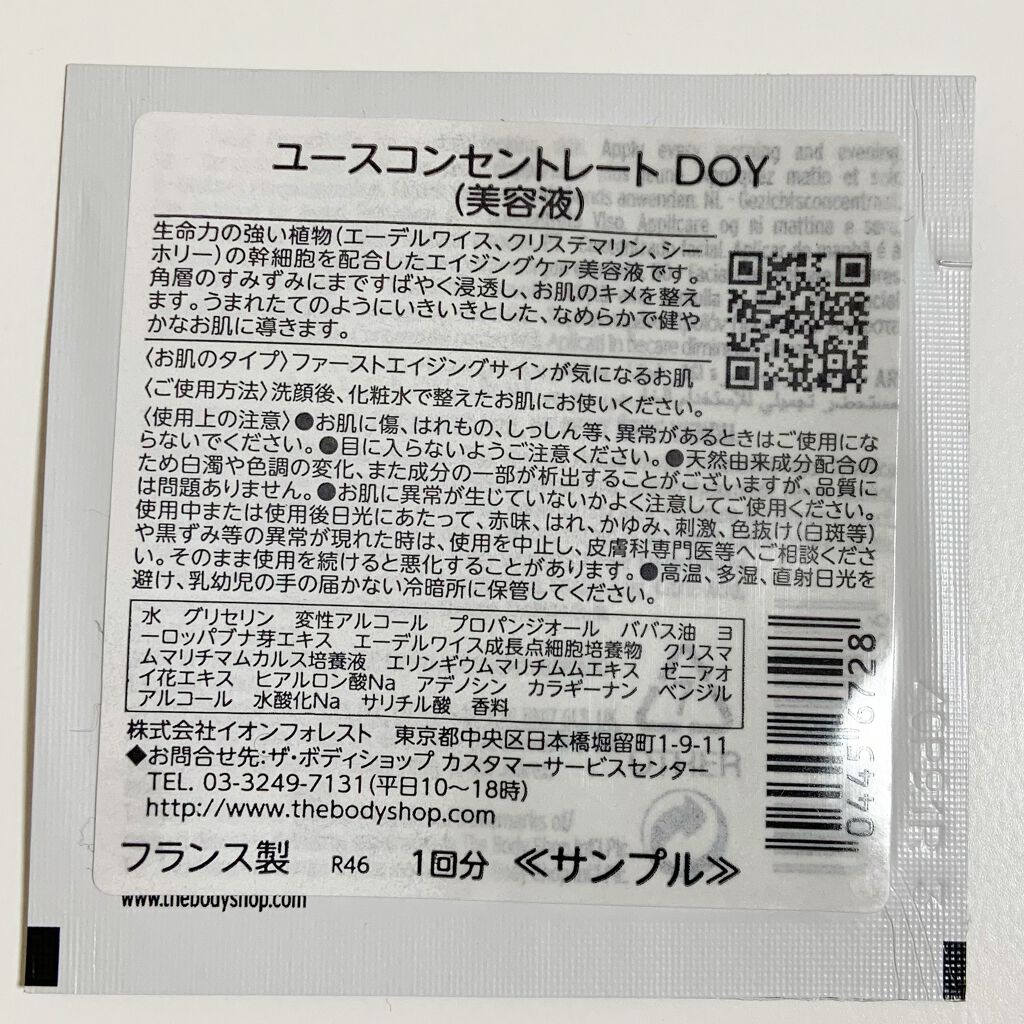 ユースコンセントレート DOY
(美容液)
生命力の強い植物(エーデルワイス、クリステマリン、シー
ホリー)の幹細胞を配合したエイジングケア美容液です。
角層のすみずみにまですばやく浸透し、お肌のキメを整え
ます。うまれたてのようにいきいきとした、なめらかで健や
かなお肌に導きます。
〈お肌のタイプ〉ファーストエイジングサインが気になるお肌
〈ご使用方法〉洗顔後、化粧水で整えたお肌にお使いください。
〈使用上の注意〉●お肌に傷、はれもの、しっしん等、異常があるときはご使用にな
らないでください。●目に入らないようご注意ください。●天然由来成分配合の
ため白濁や色調の変化、また成分の一部が析出することがございますが、品質に
は問題ありません。●お肌に異常が生じていないかよく注意してご使用ください。
使用中または使用後日光にあたって、赤味、はれ、かゆみ、刺激、色抜け(白斑等)
や黒ずみ等の異常が現れた時は、使用を中止し、皮膚科専門医等へご相談くださ
い。そのまま使用を続けると悪化することがあります。●高温、多湿、直射日光を
避け、乳幼児の手の届かない冷暗所に保管してください。
水 グリセリン 変性アルコール プロパンジオール ババス油 ヨ
ーロッパブナ芽エキス エーデルワイス成長点細胞培養物 クリスマ
ムマリチマムカルス培養液 エリンギウムマリチムムエキス ゼニアオ
イ花エキス ヒアルロン酸Na アデノシン カラギーナン ベンジル
アルコール 水酸化Na サリチル酸 香料
株式会社イオンフォレスト 東京都中央区日本橋堀留町1-9-11
◆お問合せ先:ザ・ボディショップ カスタマーサービスセンター
TEL. 03-3249-7131(平日10～18時)
http://www.thebodyshop.com
フランス製 R46 1回分 ≪サンプル≫
044516728
www.thebodyshop.com